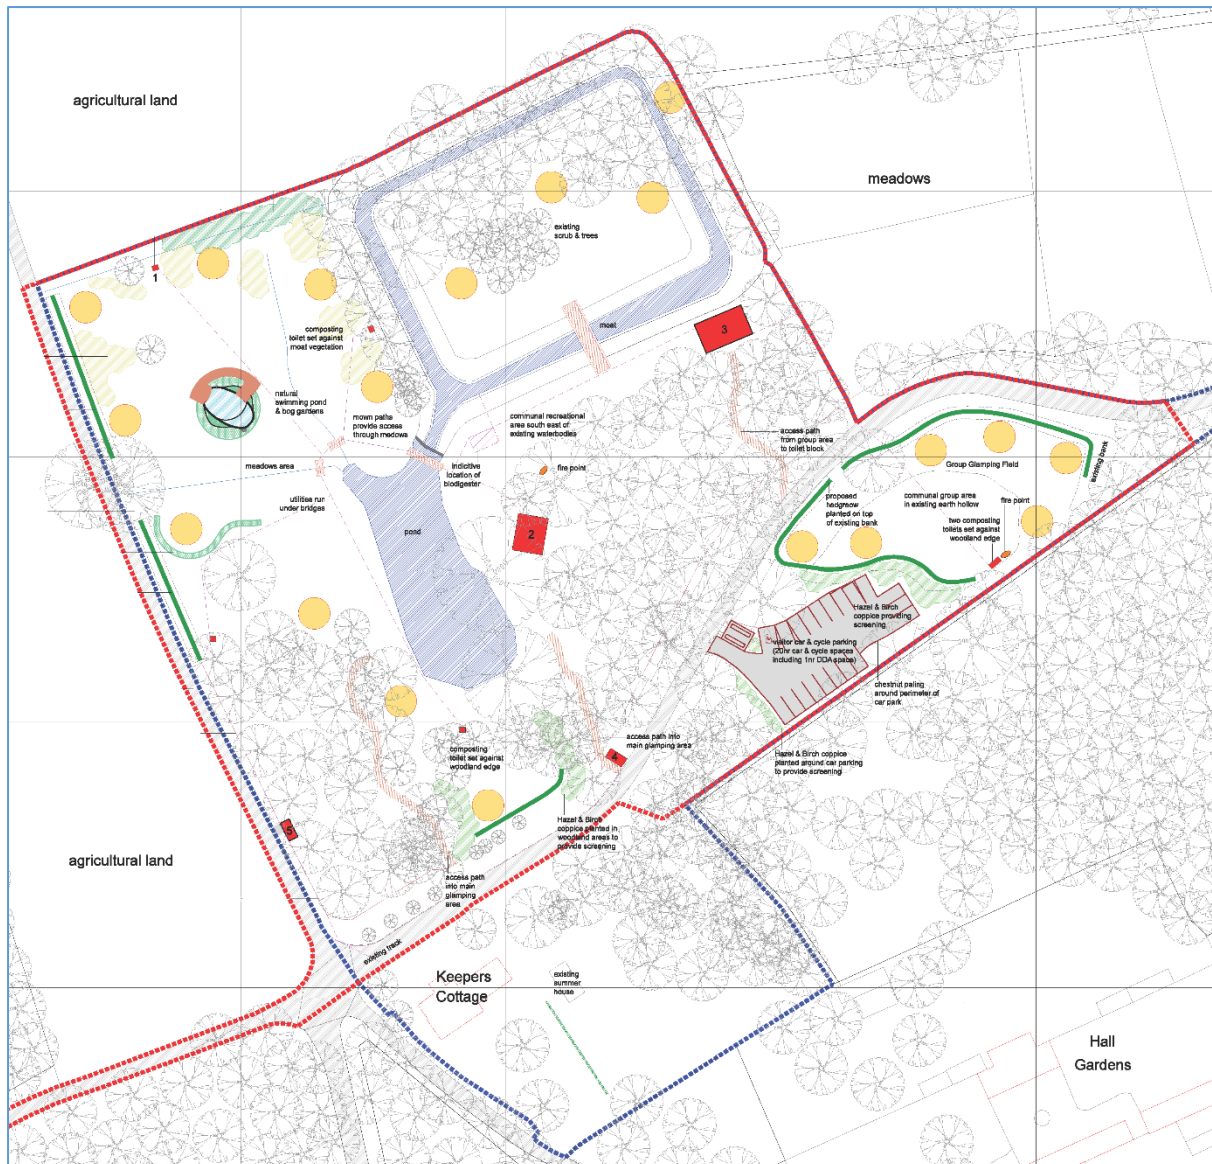 agricultural land
meadows
existing
scrub & trees
1
composting
toilet set against
moat vegetation
moat
3
natural
swimming pond
& bog gardens
mown paths
provide access
through medows
communal recreational
area south east of
existing waterbodies
access path
from group area
to toilet block
meadows area
indicitive
location of
biodigester
fire point
Group Glamping Field
existing bank
utilities run
under bridges
proposed
hedgrow
planted on top
of existing bank
communal group area
in existing earth hollow
fire point
two composting
toilets set against
woodland edge
pond
2
Hazel & Birch
coppice providing
screening
visitor car & cycle parking
(20nr car & cycle spaces
including 1nr DDA space)
chestnut paling
around perimeter of
car park
access path into
main glamping area
4
composting
toilet set against
woodland edge
Hazel & Birch coppice
planted around car parking
to provide screening
5
Hazel & Birch
coppice planted in
woodland areas to
provide screening
agricultural land
access path
into main
glamping
area
existing track
Keepers
Cottage
existing
summer
house
Hall
Gardens